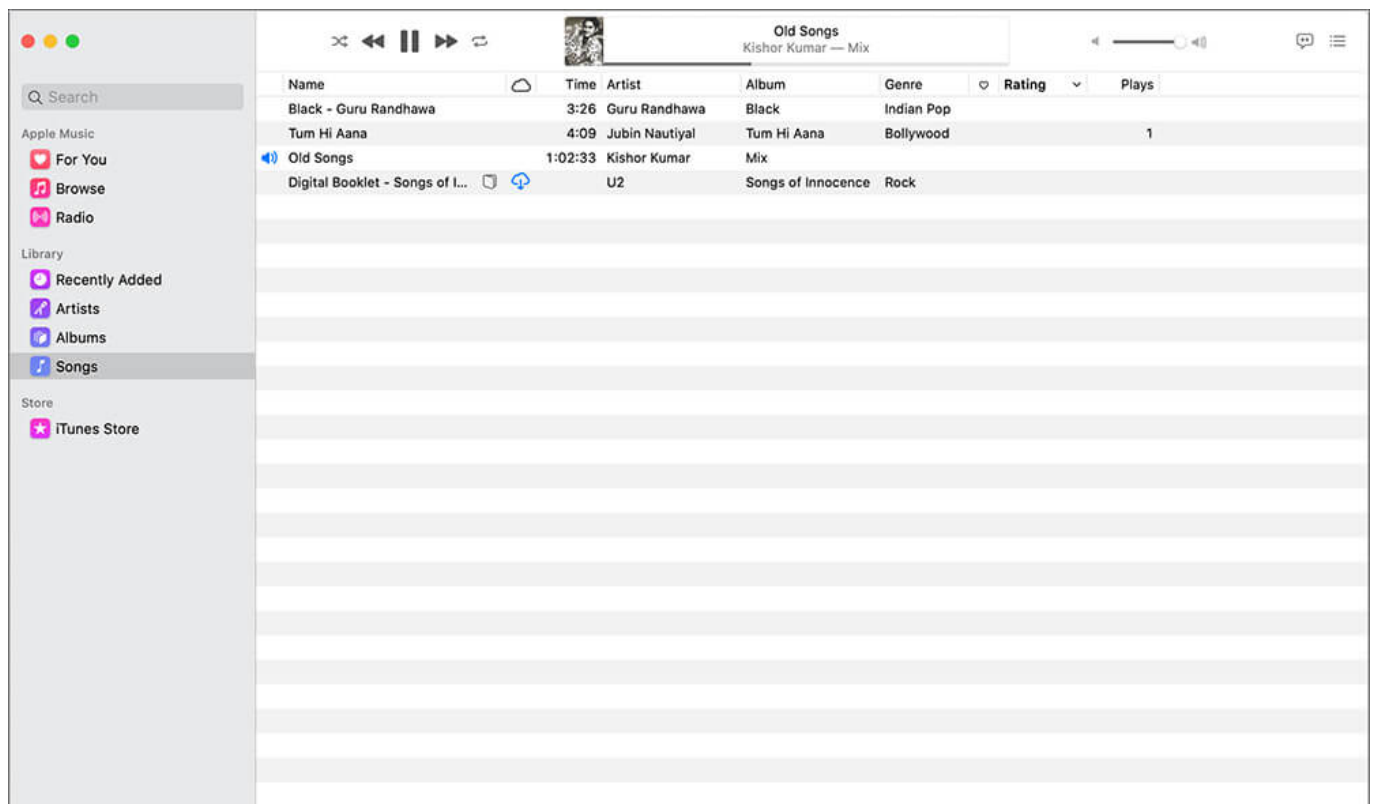 Old Songs
Kishor Kumar — Mix
Search
Apple Music
For You
Browse
Radio
Library
Recently Added
Artists
Albums
Songs
Store
iTunes Store
Name Time Artist Album Genre Rating Plays
Black - Guru Randhawa 3:26 Guru Randhawa Black Indian Pop
Tum Hi Aana 4:09 Jubin Nautiyal Tum Hi Aana Bollywood 1
Old Songs 1:02:33 Kishor Kumar Mix
Digital Booklet - Songs of I... U2 Songs of Innocence Rock